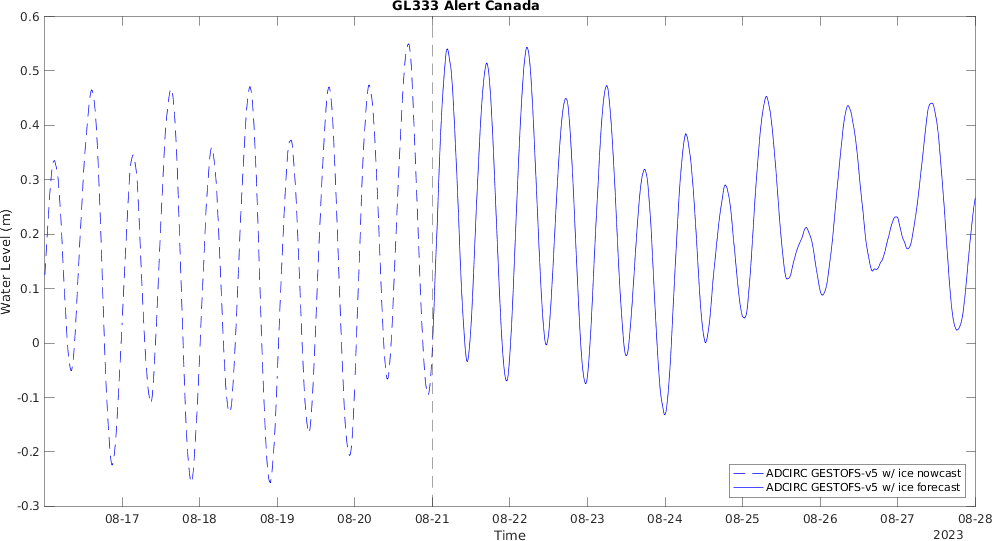 GL333 Alert Canada
0.6
0.5
0.4
0.3
0.2
0.1
0
-0.1
-0.2
-0.3
Water Level (m)
08-17 08-18 08-19 08-20 08-21 08-22 08-23 08-24 08-25 08-26 08-27 08-28
Time
2023
ADCIRC GESTOFS-v5 w/ ice nowcast
ADCIRC GESTOFS-v5 w/ ice forecast